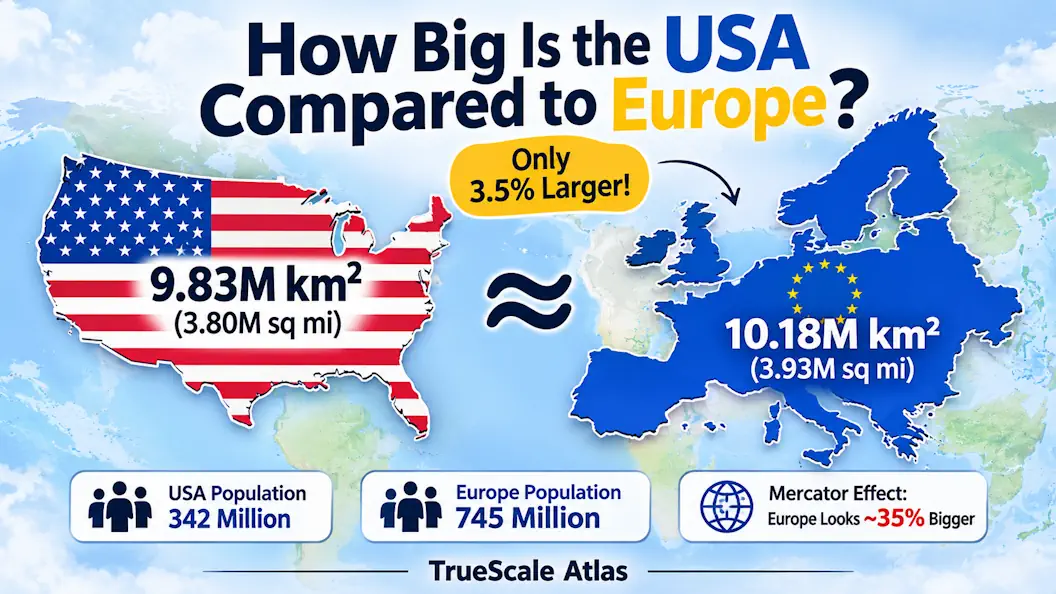 How Big Is the USA
Compared to Europe?
Only
3.5% Larger!
9.83M km²
(3.80M sq mi)
≈
10.18M km²
(3.93M sq mi)
USA Population
342 Million
Europe Population
745 Million
Mercator Effect:
Europe Looks ~35% Bigger
TrueScale Atlas